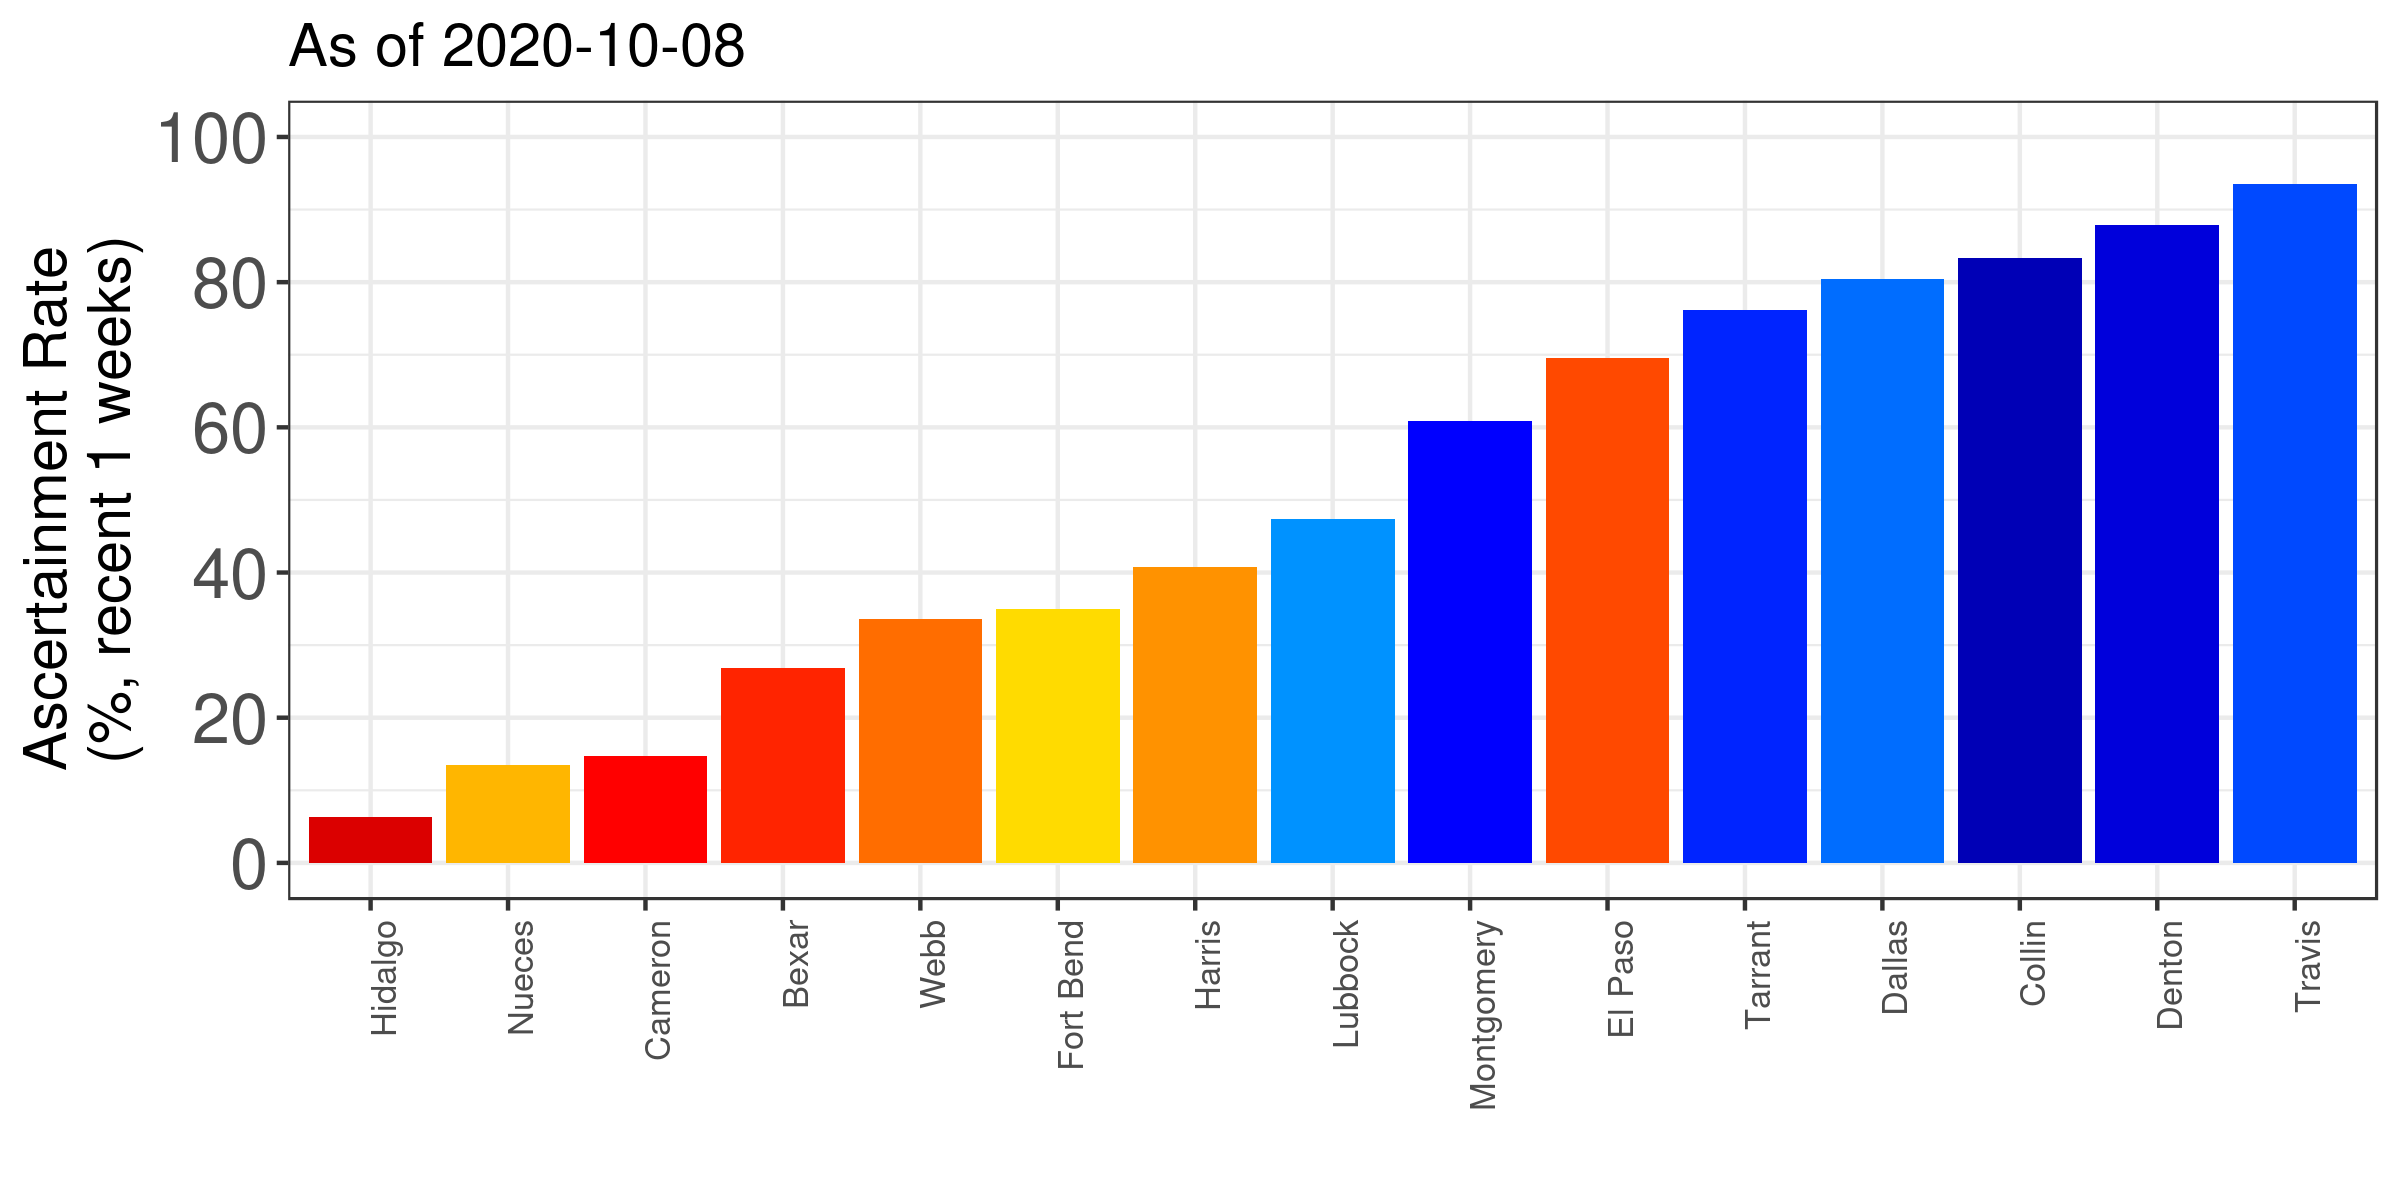 As of 2020-10-08
Ascertainment Rate
(%, recent 1 weeks)
100
80
60
40
20
0
Hidalgo
Nueces
Cameron
Bexar
Webb
Fort Bend
Harris
Lubbock
Montgomery
El Paso
Tarrant
Dallas
Collin
Denton
Travis